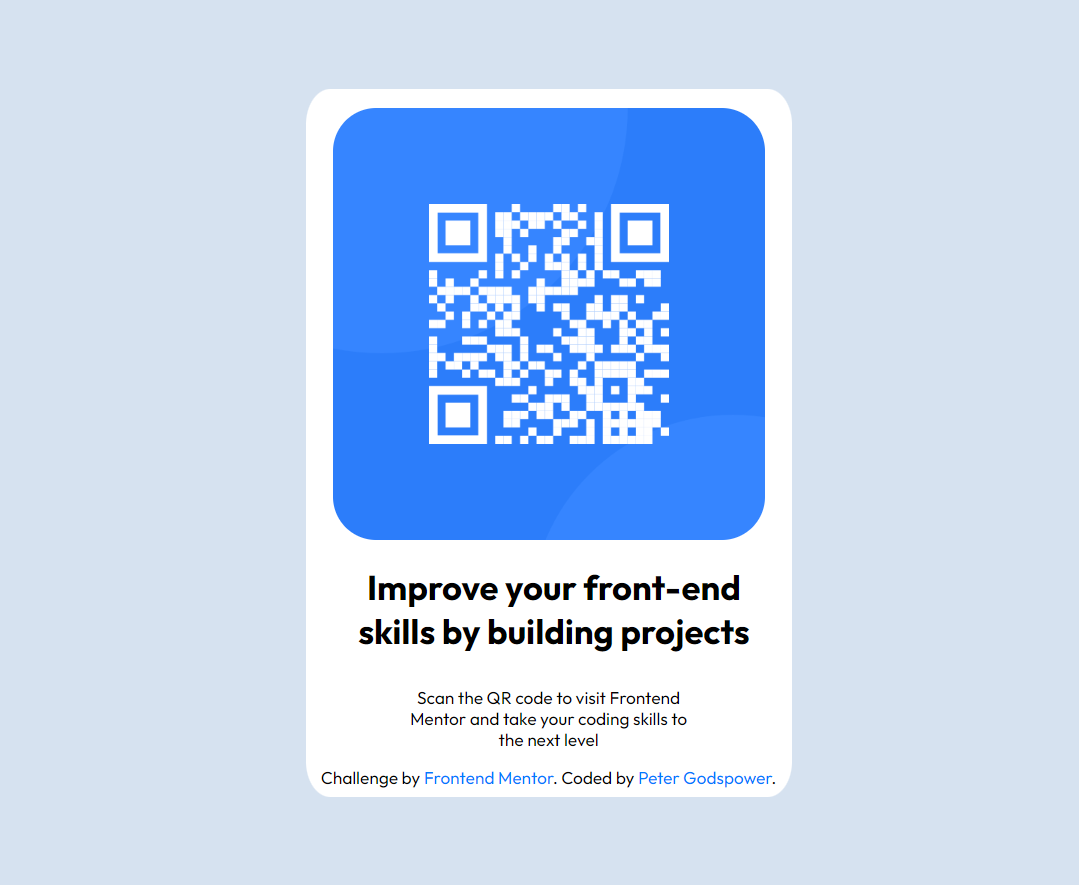 Improve your front-end
skills by building projects
Scan the QR code to visit Frontend
Mentor and take your coding skills to
the next level
Challenge by Frontend Mentor. Coded by Peter Godspower.